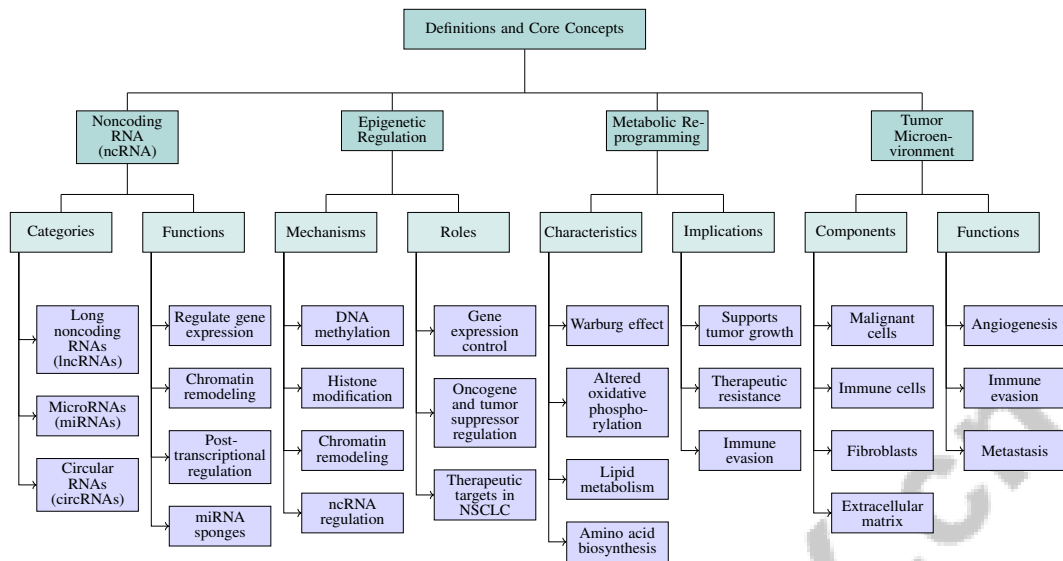 Definitions and Core Concepts
Noncoding
RNA
(ncRNA)
Epigenetic
Regulation
Metabolic Re-
programming
Tumor
Microen-
vironment
Categories
Functions
Mechanisms
Roles
Characteristics
Implications
Components
Functions
Long
noncoding
RNAs
(lncRNAs)
MicroRNAs
(miRNAs)
Circular
RNAs
(circRNAs)
Regulate gene
expression
Chromatin
remodeling
Post-
transcriptional
regulation
miRNA
sponges
DNA
methylation
Histone
modification
Chromatin
remodeling
ncRNA
regulation
Gene
expression
control
Oncogene
and tumor
suppressor
regulation
Therapeutic
targets in
NSCLC
Warburg effect
Altered
oxidative
phospho-
rylation
Lipid
metabolism
Amino acid
biosynthesis
Supports
tumor growth
Therapeutic
resistance
Immune
evasion
Malignant
cells
Immune cells
Fibroblasts
Extracellular
matrix
Angiogenesis
Immune
evasion
Metastasis